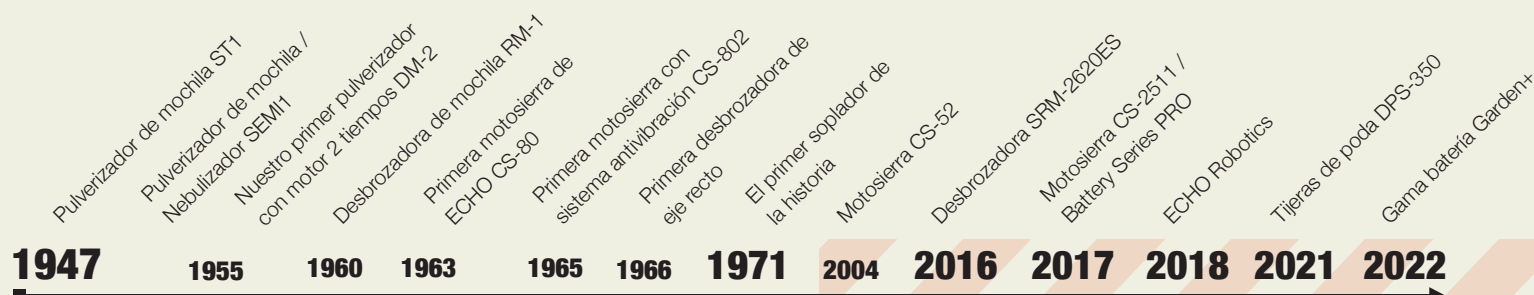 Pulverizador de mochila ST1
Pulverizador de mochila /
Nebulizador SEMI1
Nuestro primer pulverizador
con motor 2 tiempos DM-2
Desbrozadora de mochila RM-1
Primera motosierra de
ECHO CS-80
Primera motosierra con
sistema antivibración CS-802
Primera desbrozadora de
eje recto
El primer soplador de
la historia
Motosierra CS-52
Desbrozadora SRM-2620ES
Motosierra CS-2511 /
Battery Series PRO
ECHO Robotics
Tijeras de poda DPS-350
Gama batería Garden+
1947
1955
1960
1963
1965
1966
1971
2004
2016
2017
2018
2021
2022